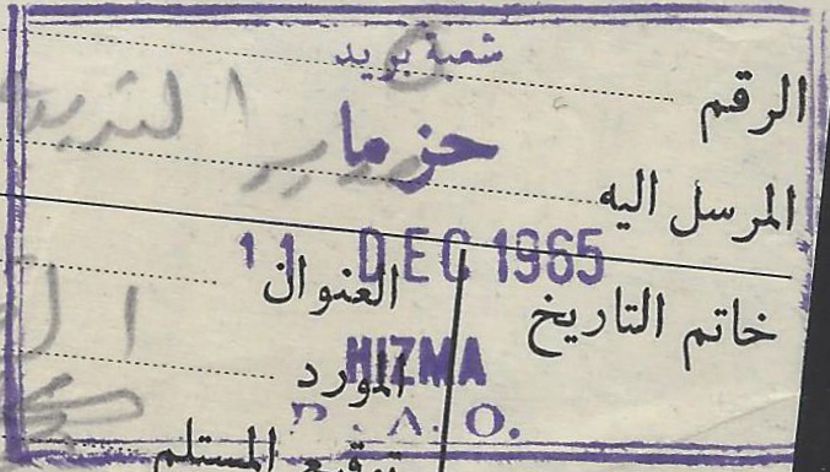 شعبة بريد
الرقم
حزما
المرسل اليه
11 DEC 1965
العنوان
خاتم التاريخ
HIZMA
المورد
P. A. O.
توقيع المستلم